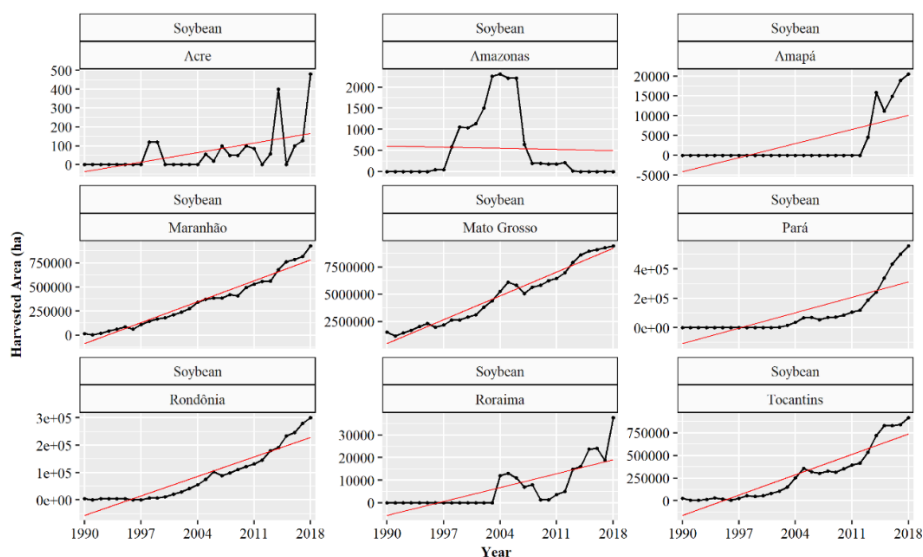 Soybean Soybean Soybean
Acre Amazonas Amapá
500
400
300
200
100
0
2000
1500
1000
500
0
20000
15000
10000
5000
0
-5000
Soybean Soybean Soybean
Maranhão Mato Grosso Pará
750000
500000
250000
0
7500000
5000000
2500000
4e+05
2e+05
0e+00
Harvested Area (ha)
Soybean Soybean Soybean
Rondônia Roraima Tocantins
3e+05
2e+05
1e+05
0e+00
30000
20000
10000
0
750000
500000
250000
0
1990 1997 2004 2011 2018 1990 1997 2004 2011 2018 1990 1997 2004 2011 2018
Year